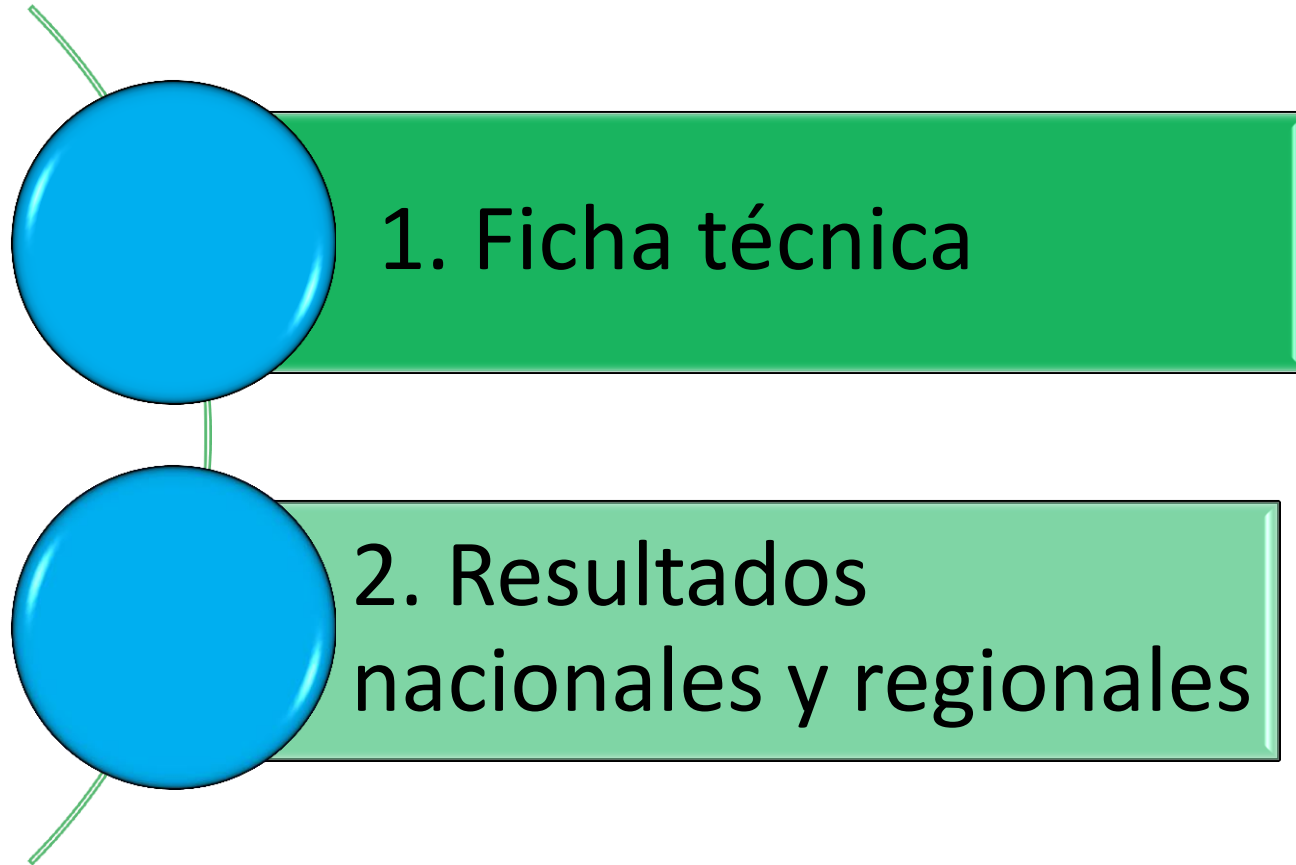 1. Ficha técnica
2. Resultados
nacionales y regionales